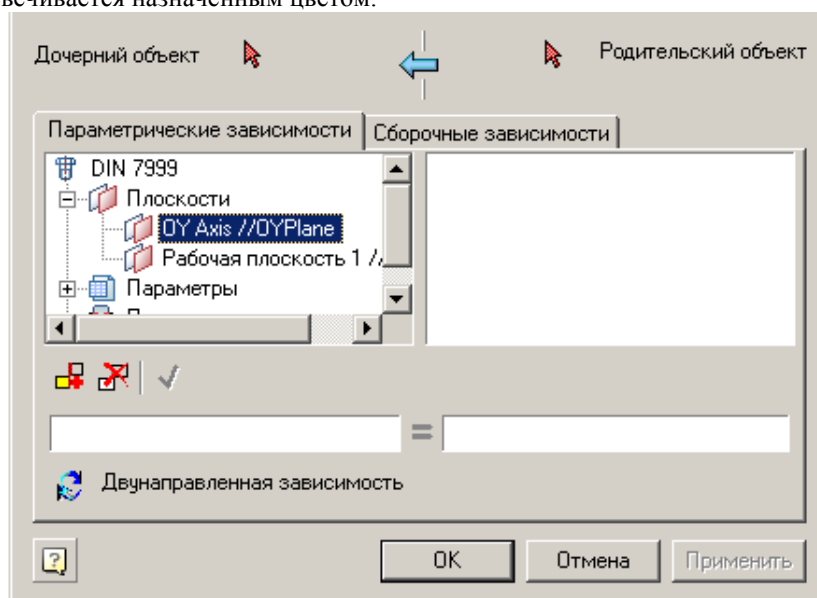 вечивается назначенным цветом.
Дочерний объект
Родительский объект
Параметрические зависимости
Сборочные зависимости
DIN 7999
Плоскости
OY Axis //OYPlane
Рабочая плоскость 1 //
Параметры
OK
Двунаправленная зависимость
=
Отмена
Применить